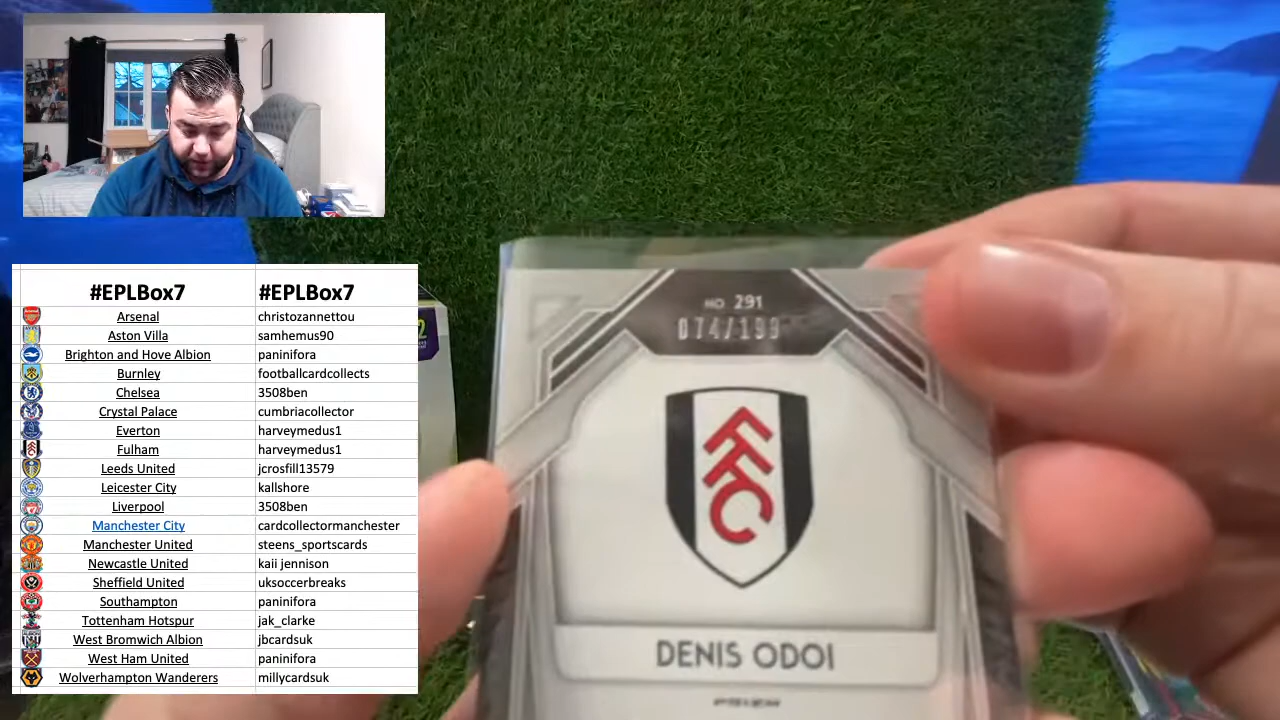 #EPLBox7 #EPLBox7
Arsenal christozannettou
Aston Villa samhemus90
Brighton and Hove Albion paninifora
Burnley footballcardcollects
Chelsea 3508ben
Crystal Palace cumbriacollector
Everton harveymedus1
Fulham harveymedus1
Leeds United jcrosfill13579
Leicester City kallshore
Liverpool 3508ben
Manchester City cardcollectormanchester
Manchester United steens_sportscards
Newcastle United kaii jennison
Sheffield United uksoccerbreaks
Southampton paninifora
Tottenham Hotspur jak_clarke
West Bromwich Albion jbcardsuk
West Ham United paninifora
Wolverhampton Wanderers millycardsuk
NO 291
074/199
FFC
DENIS ODOI